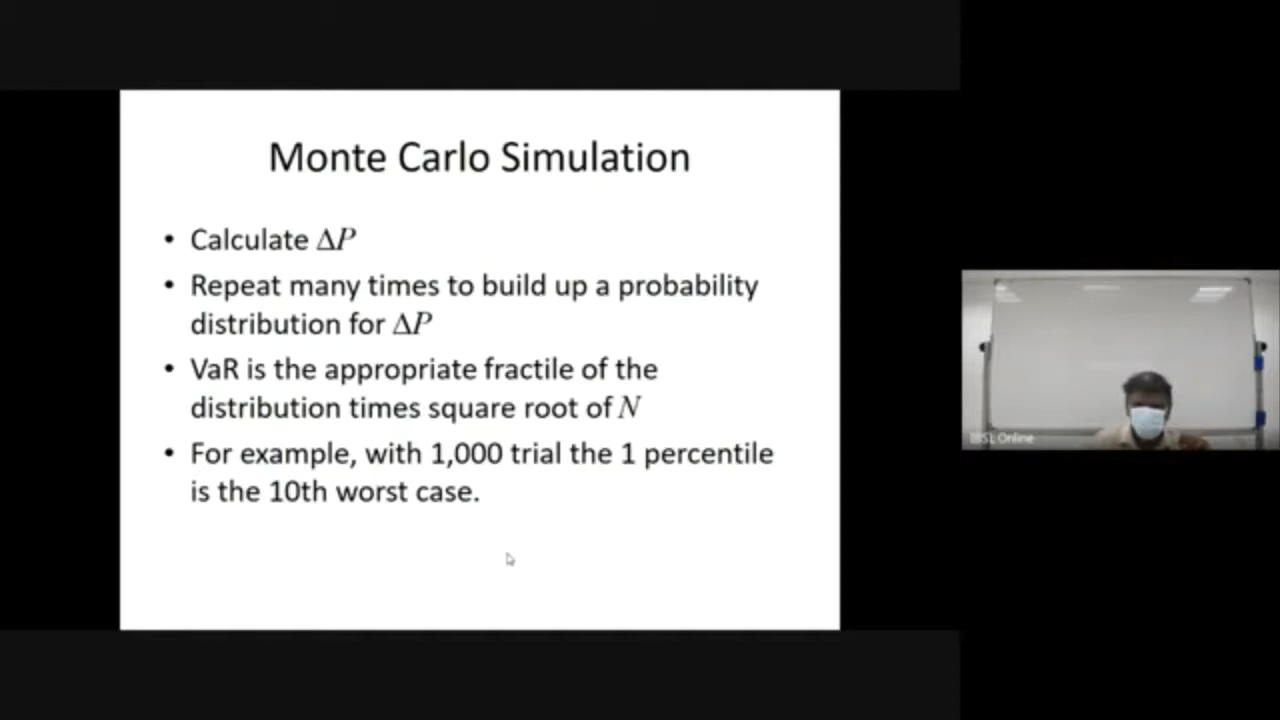 Monte Carlo Simulation
• Calculate ΔP
• Repeat many times to build up a probability
distribution for ΔP
• VaR is the appropriate fractile of the
distribution times square root of N
• For example, with 1,000 trial the 1 percentile
is the 10th worst case.
Online